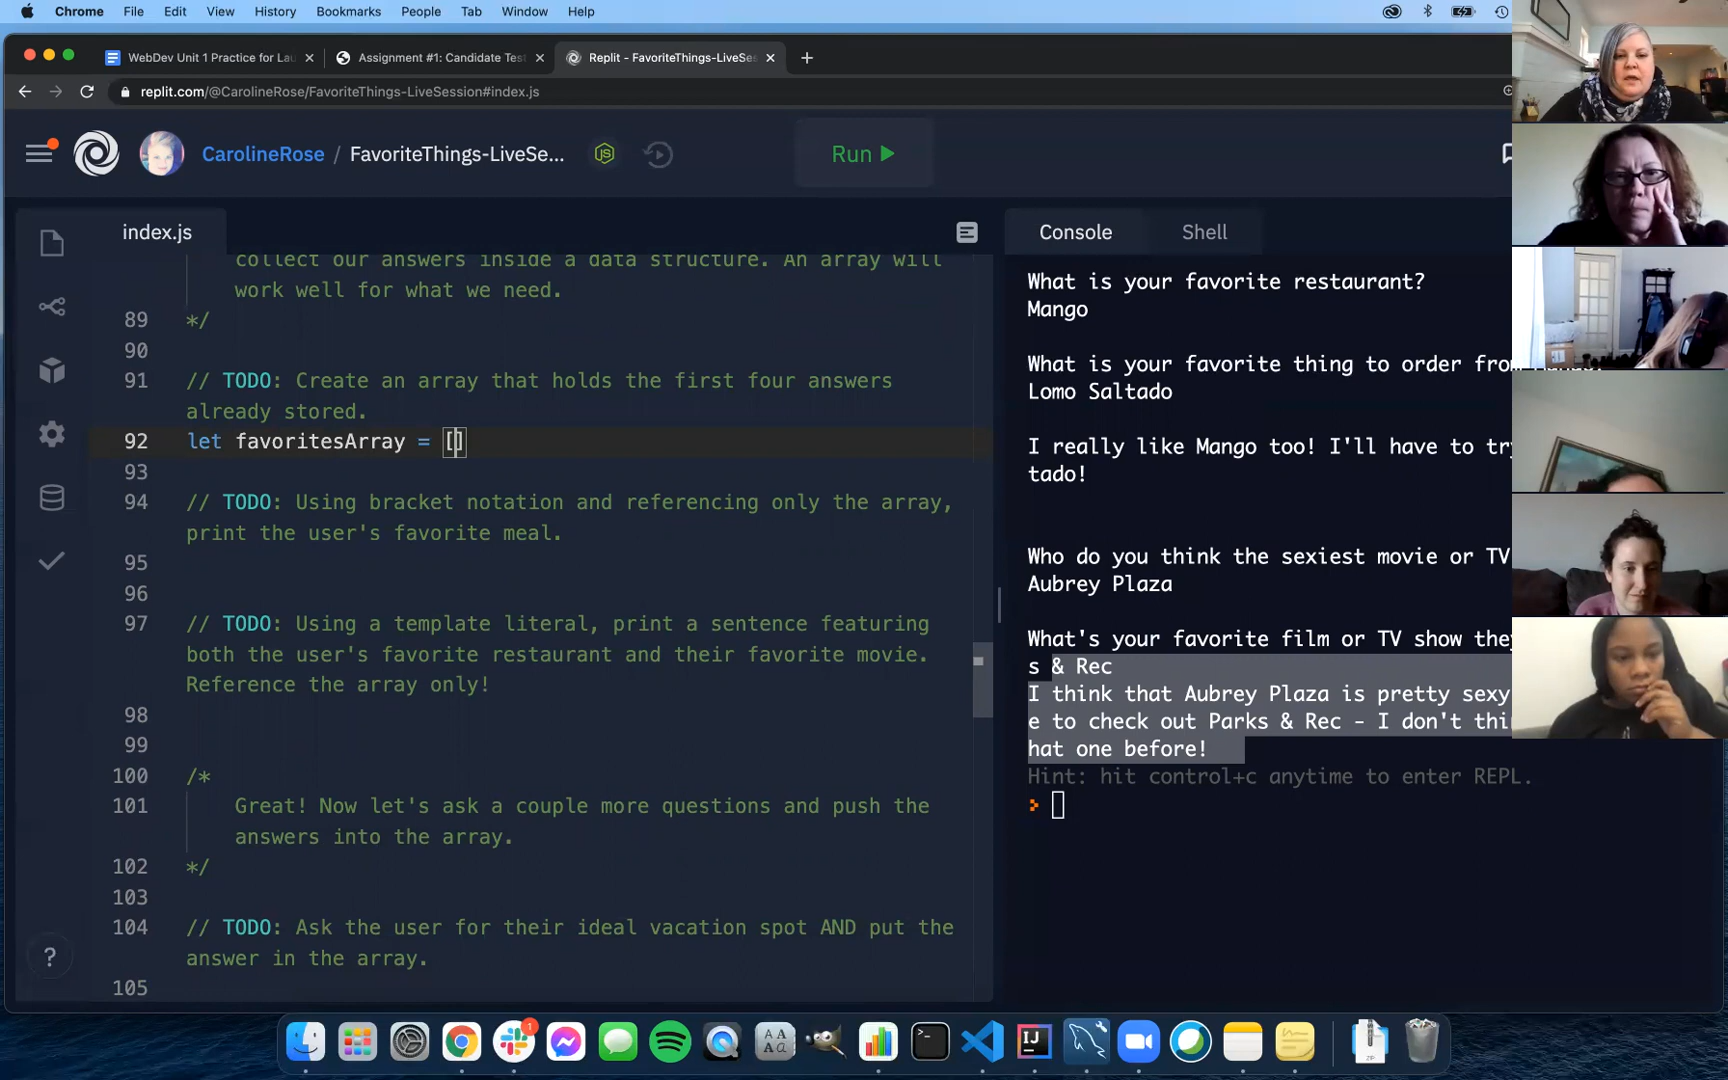 Chrome File Edit View History Bookmarks People Tab Window Help
WebDev Unit 1 Practice for Lau
Assignment #1: Candidate Test
Replit - FavoriteThings-LiveSe
replit.com/@CarolineRose/FavoriteThings-LiveSession#index.js
CarolineRose / FavoriteThings-LiveSe...
Run
index.js
Console Shell
collect our answers inside a data structure. An array will
work well for what we need.
89 */
90
91 // TODO: Create an array that holds the first four answers
already stored.
92 let favoritesArray = []
93
94 // TODO: Using bracket notation and referencing only the array,
print the user's favorite meal.
95
96
97 // TODO: Using a template literal, print a sentence featuring
both the user's favorite restaurant and their favorite movie.
Reference the array only!
98
99
100 /*
101 Great! Now let's ask a couple more questions and push the
answers into the array.
102 */
103
104 // TODO: Ask the user for their ideal vacation spot AND put the
answer in the array.
105
What is your favorite restaurant?
Mango
What is your favorite thing to order from
Lomo Saltado
I really like Mango too! I'll have to try
tado!
Who do you think the sexiest movie or TV
Aubrey Plaza
What's your favorite film or TV show they
s & Rec
I think that Aubrey Plaza is pretty sexy
e to check out Parks & Rec - I don't thi
hat one before!
Hint: hit control+c anytime to enter REPL.
?
1